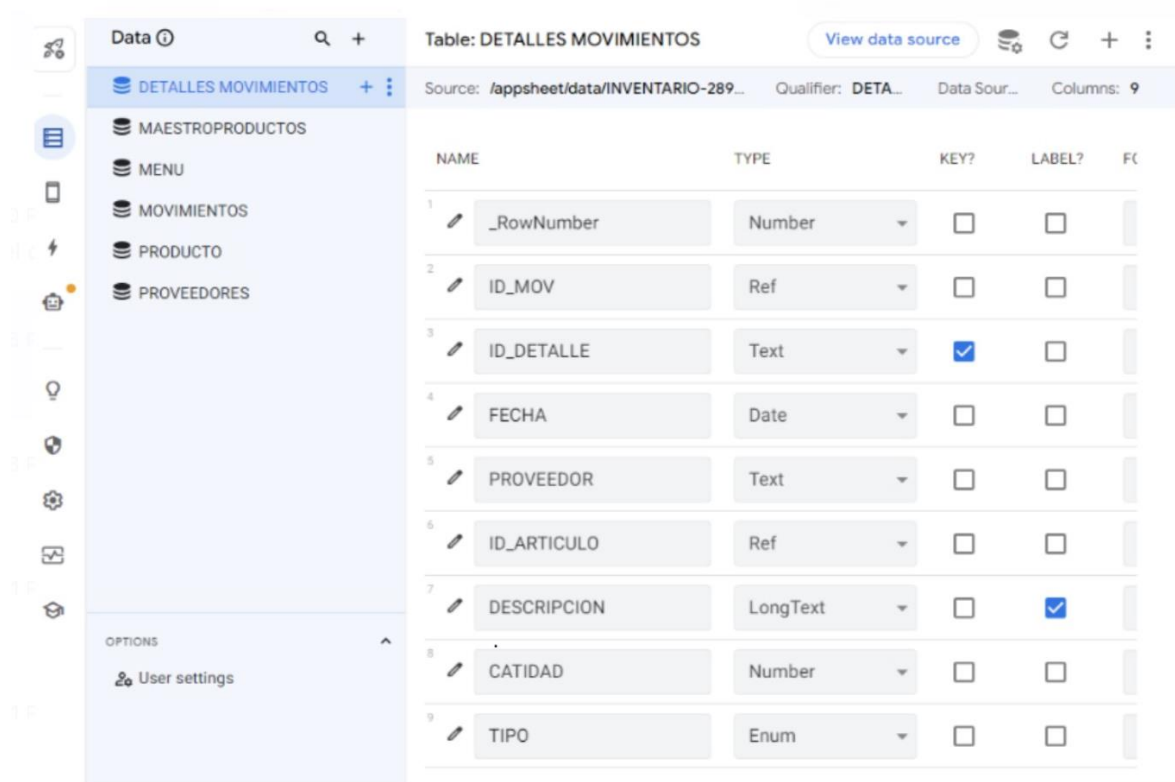 Data
Table: DETALLES MOVIMIENTOS
View data source
DETALLES MOVIMIENTOS
Source: /appsheet/data/INVENTARIO-289...
Qualifier: DETA...
Data Sour...
Columns: 9
MAESTROPRODUCTOS
MENU
MOVIMIENTOS
PRODUCTO
PROVEEDORES
OPTIONS
User settings
NAME TYPE KEY? LABEL?
1 _RowNumber Number
2 ID_MOV Ref
3 ID_DETALLE Text
4 FECHA Date
5 PROVEEDOR Text
6 ID_ARTICULO Ref
7 DESCRIPCION LongText
8 CATIDAD Number
9 TIPO Enum